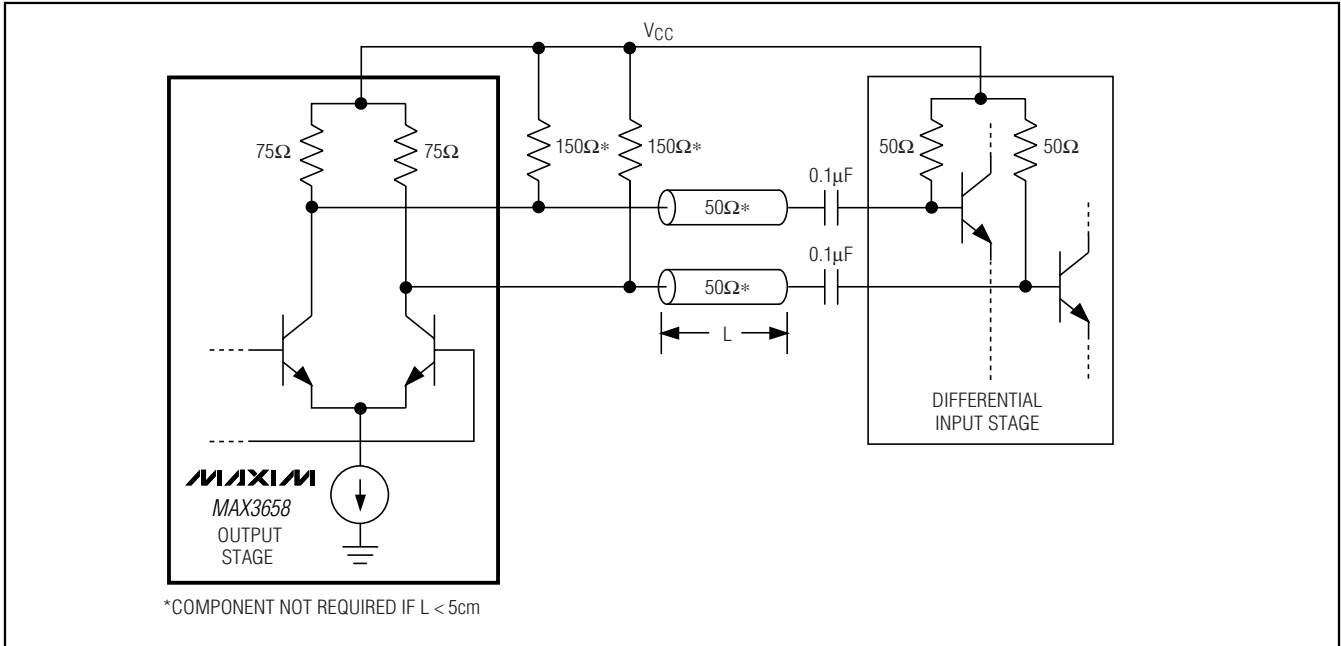 VCC
75Ω
75Ω
150Ω*
150Ω*
50Ω
50Ω
0.1µF
50Ω*
0.1µF
50Ω*
L
DIFFERENTIAL
INPUT STAGE
MAXIM
MAX3658
OUTPUT
STAGE
*COMPONENT NOT REQUIRED IF L < 5cm